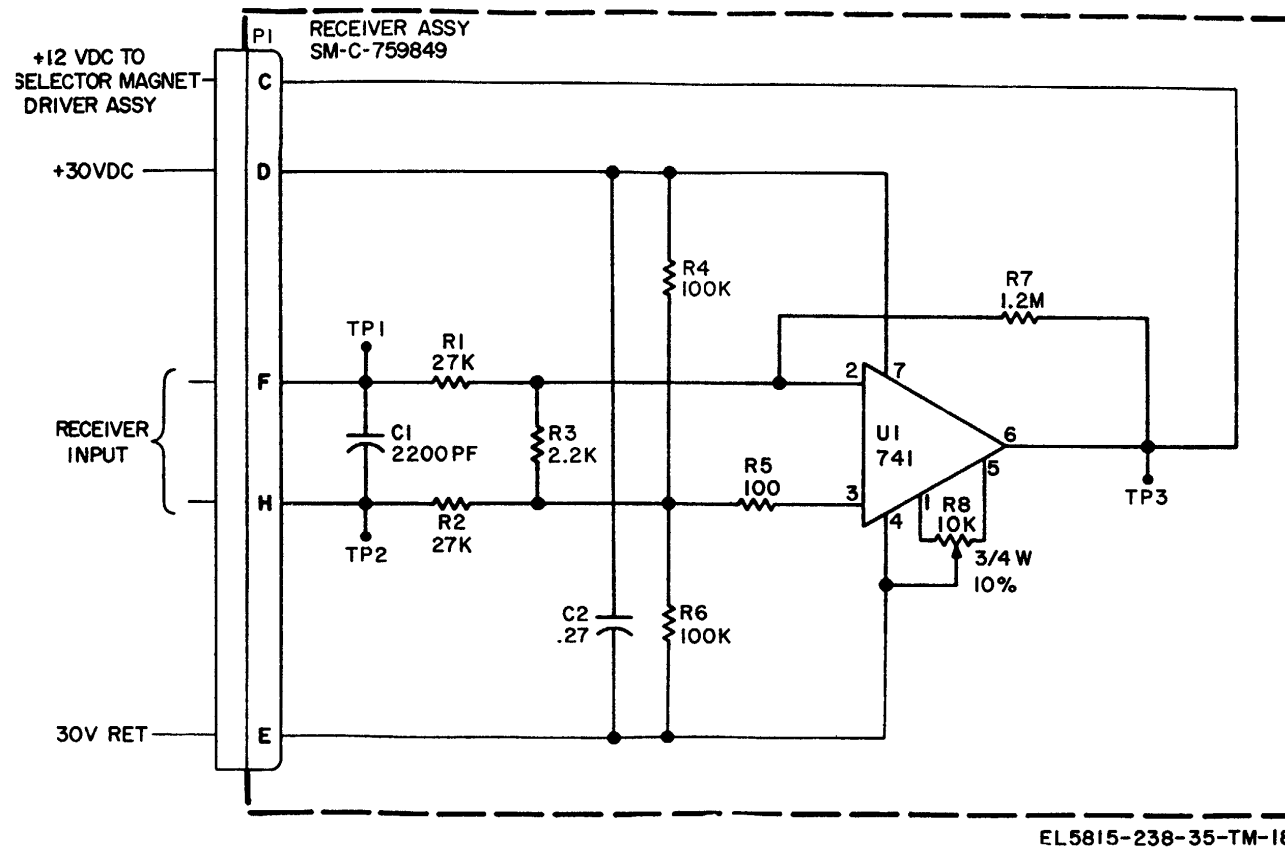 RECEIVER ASSY
SM-C-759849
P1
+12 VDC TO
SELECTOR MAGNET
DRIVER ASSY
C
+30VDC
D
R4
100K
R7
1.2M
TP1
R1
27K
F
2
7
RECEIVER
INPUT
C1
2200PF
R3
2.2K
U1
741
6
5
R5
100
TP3
H
3
R2
27K
4
1
R8
10K
TP2
3/4 W
10%
C2
.27
R6
100K
30V RET
E
EL5815-238-35-TM-18